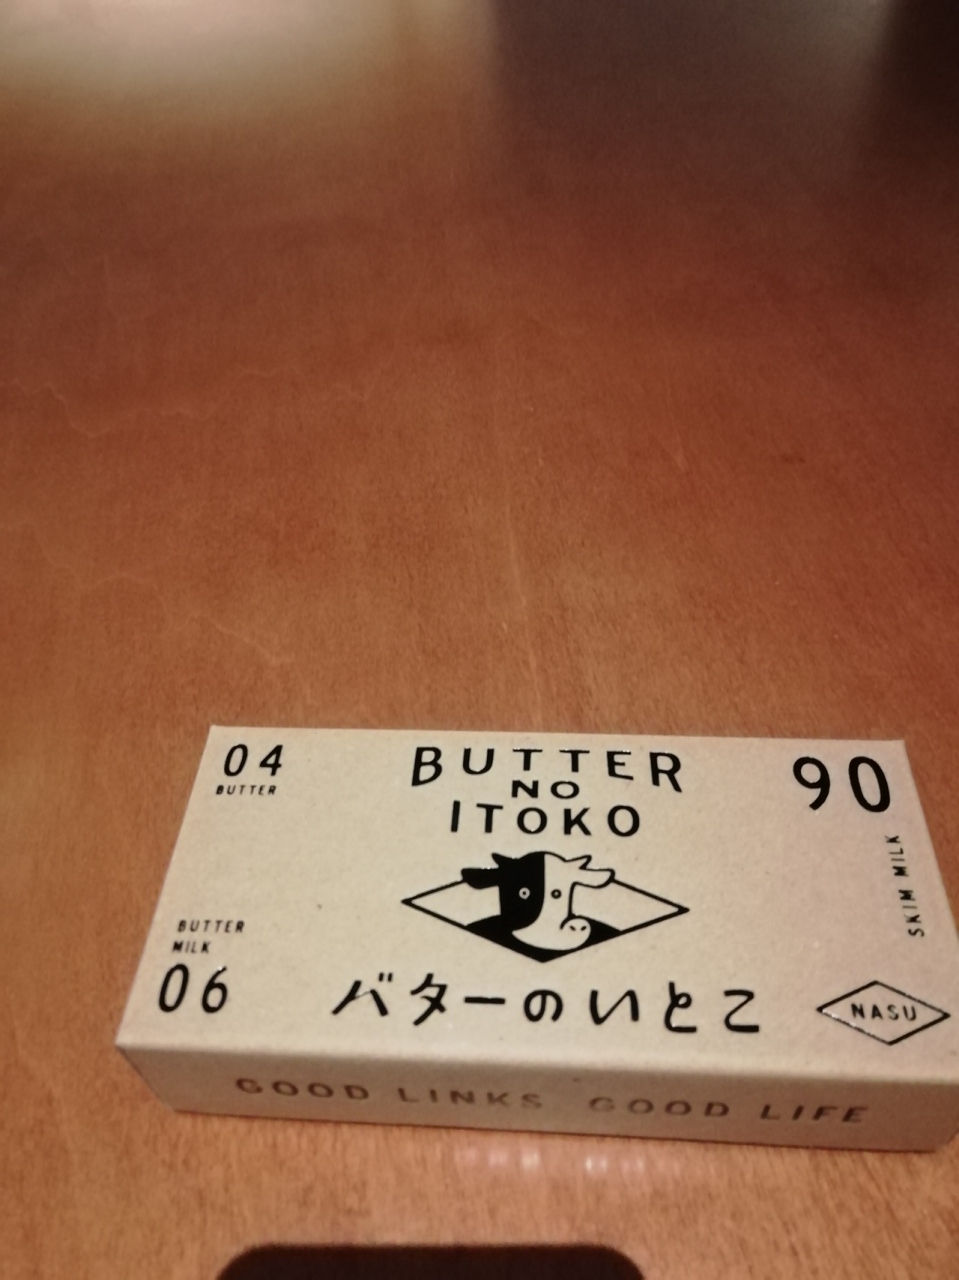 04
BUTTER
BUTTER
NO
ITOKO
90
SKIM MILK
BUTTER
MILK
06
バターのいとこ
NASU
GOOD LINKS GOOD LIFE